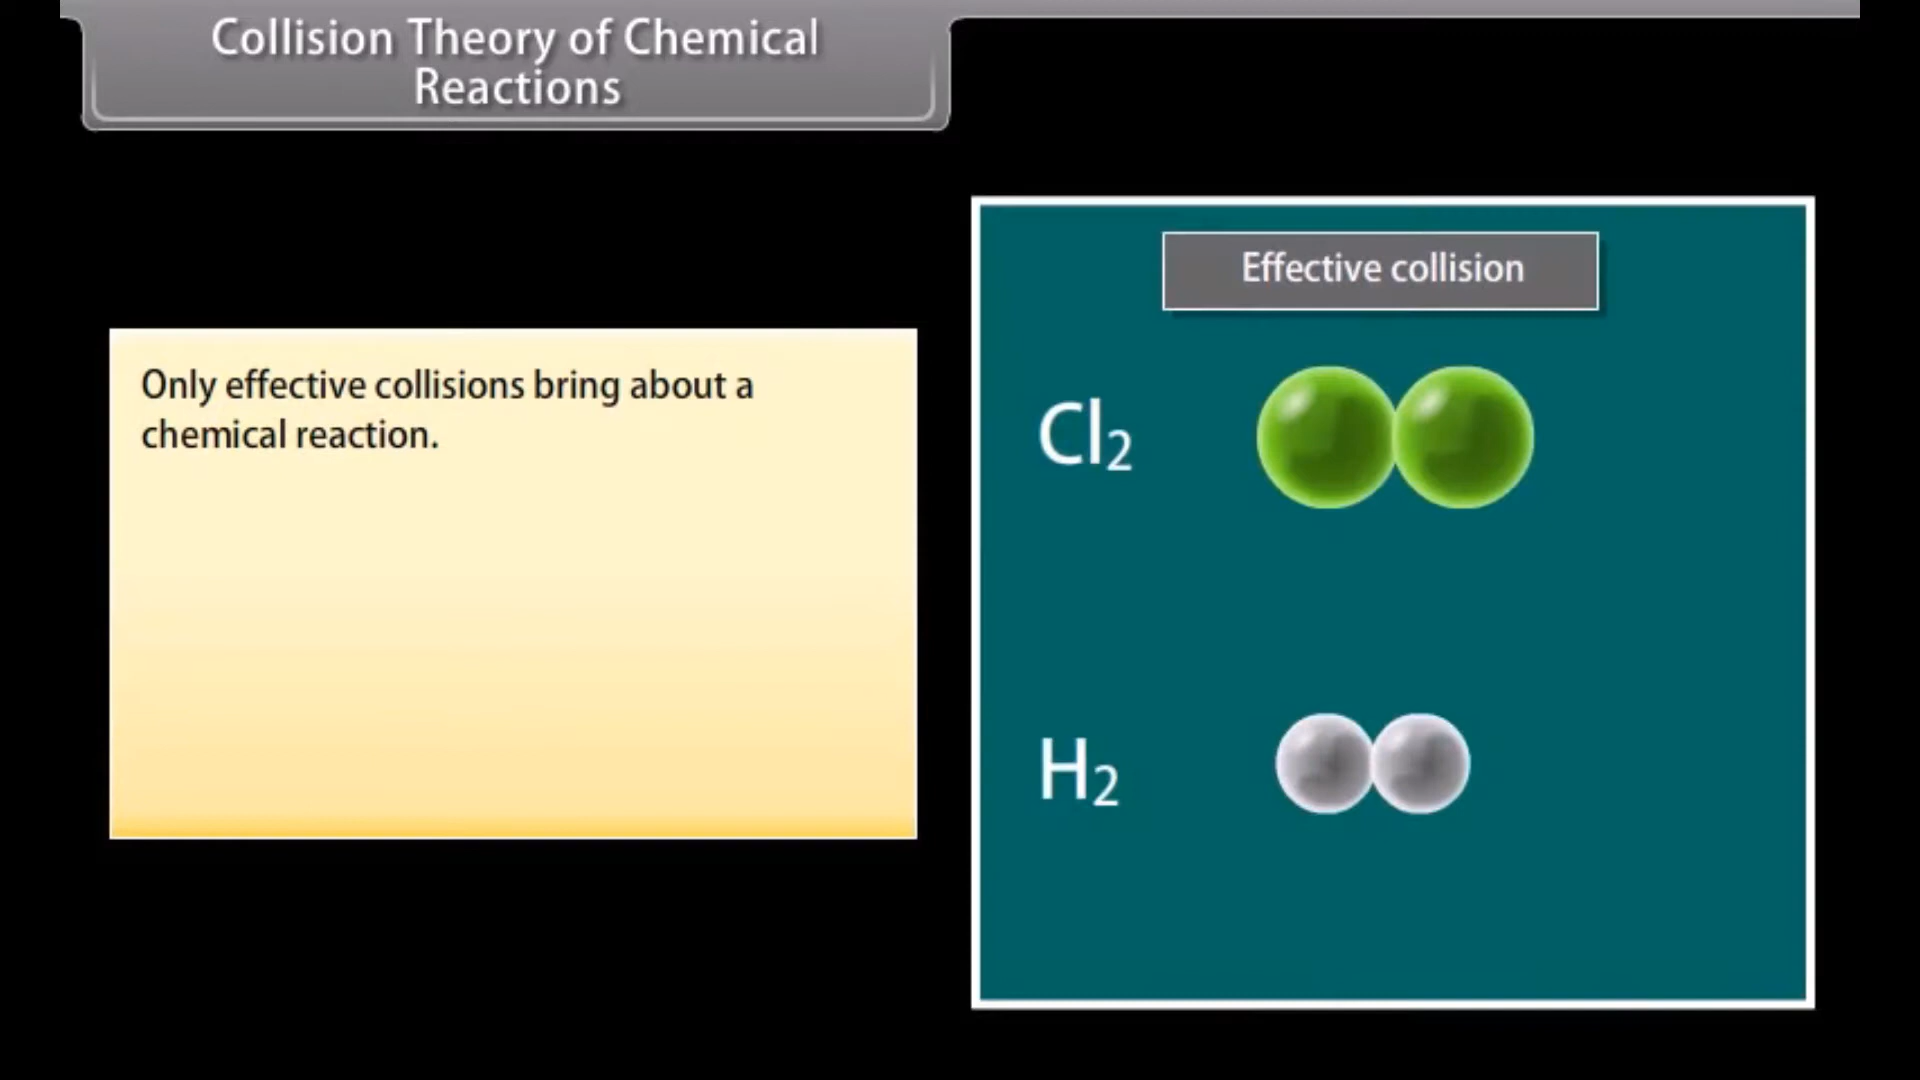 Collision Theory of Chemical
Reactions
Only effective collisions bring about a
chemical reaction.
Effective collision
Cl2
H2